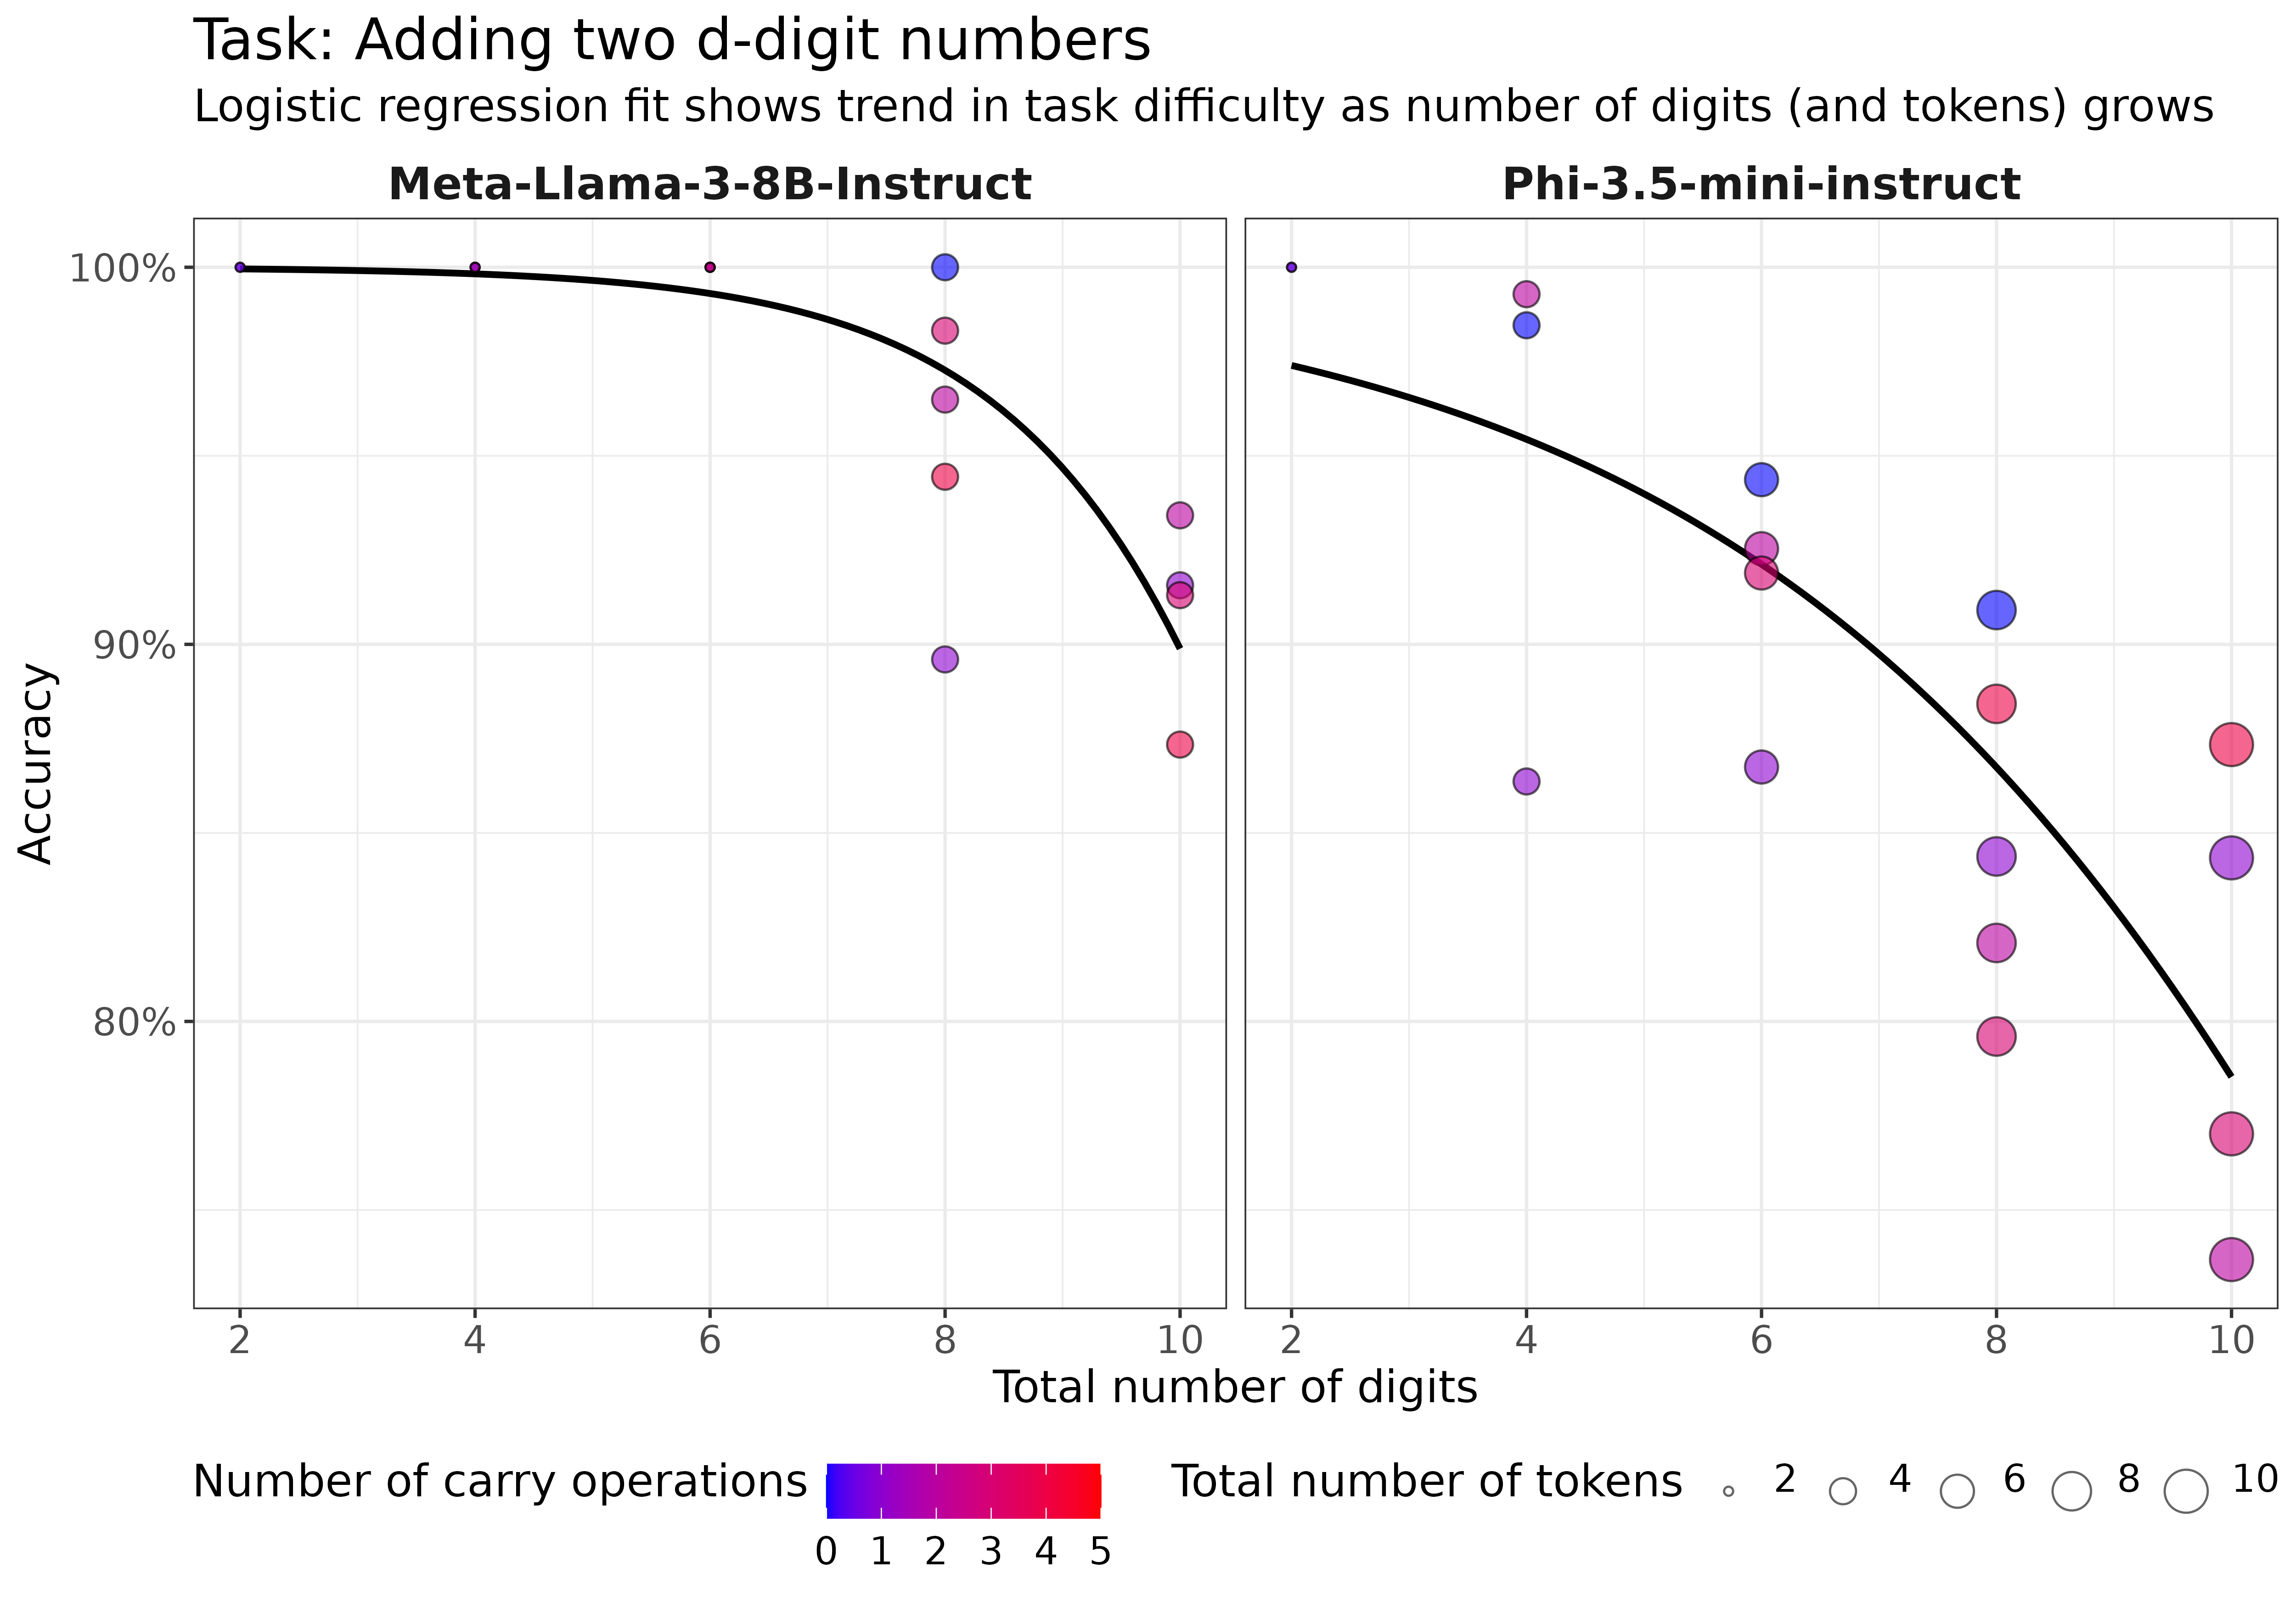 Task: Adding two d-digit numbers
Logistic regression fit shows trend in task difficulty as number of digits (and tokens) grows
Meta-Llama-3-8B-Instruct
Phi-3.5-mini-instruct
100%
90%
80%
Accuracy
2 4 6 8 10
2 4 6 8 10
Total number of digits
Number of carry operations
0 1 2 3 4 5
Total number of tokens
2 4 6 8 10